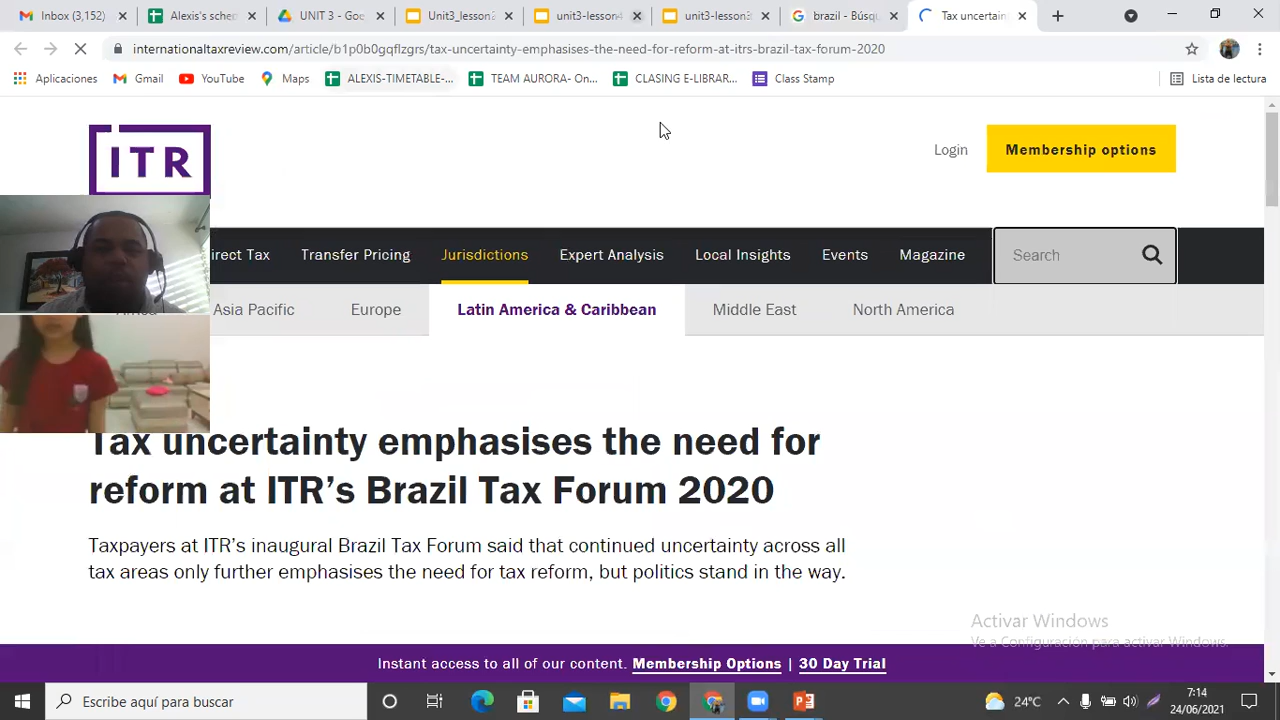 Inbox (3,152)
Alexis's sche
UNIT 3 - Goo
Unit3_lesson2
unit3-lesson4
unit3-lesson3
brazil - Búsqu
Tax uncertain
internationaltaxreview.com/article/b1p0b0gqflzgrs/tax-uncertainty-emphasises-the-need-for-reform-at-itrs-brazil-tax-forum-2020
Aplicaciones
Gmail
YouTube
Maps
ALEXIS-TIMETABLE-...
TEAM AURORA- On...
CLASING E-LIBRAR...
Class Stamp
Lista de lectura
ITR
Login
Membership options
irect Tax
Transfer Pricing
Jurisdictions
Expert Analysis
Local Insights
Events
Magazine
Search
Asia Pacific
Europe
Latin America & Caribbean
Middle East
North America
Tax uncertainty emphasises the need for
reform at ITR's Brazil Tax Forum 2020
Taxpayers at ITR's inaugural Brazil Tax Forum said that continued uncertainty across all
tax areas only further emphasises the need for tax reform, but politics stand in the way.
Activar Windows
Ve a Configuración para activar Windows.
Instant access to all of our content. Membership Options | 30 Day Trial
Escribe aquí para buscar
24°C
7:14
24/06/2021